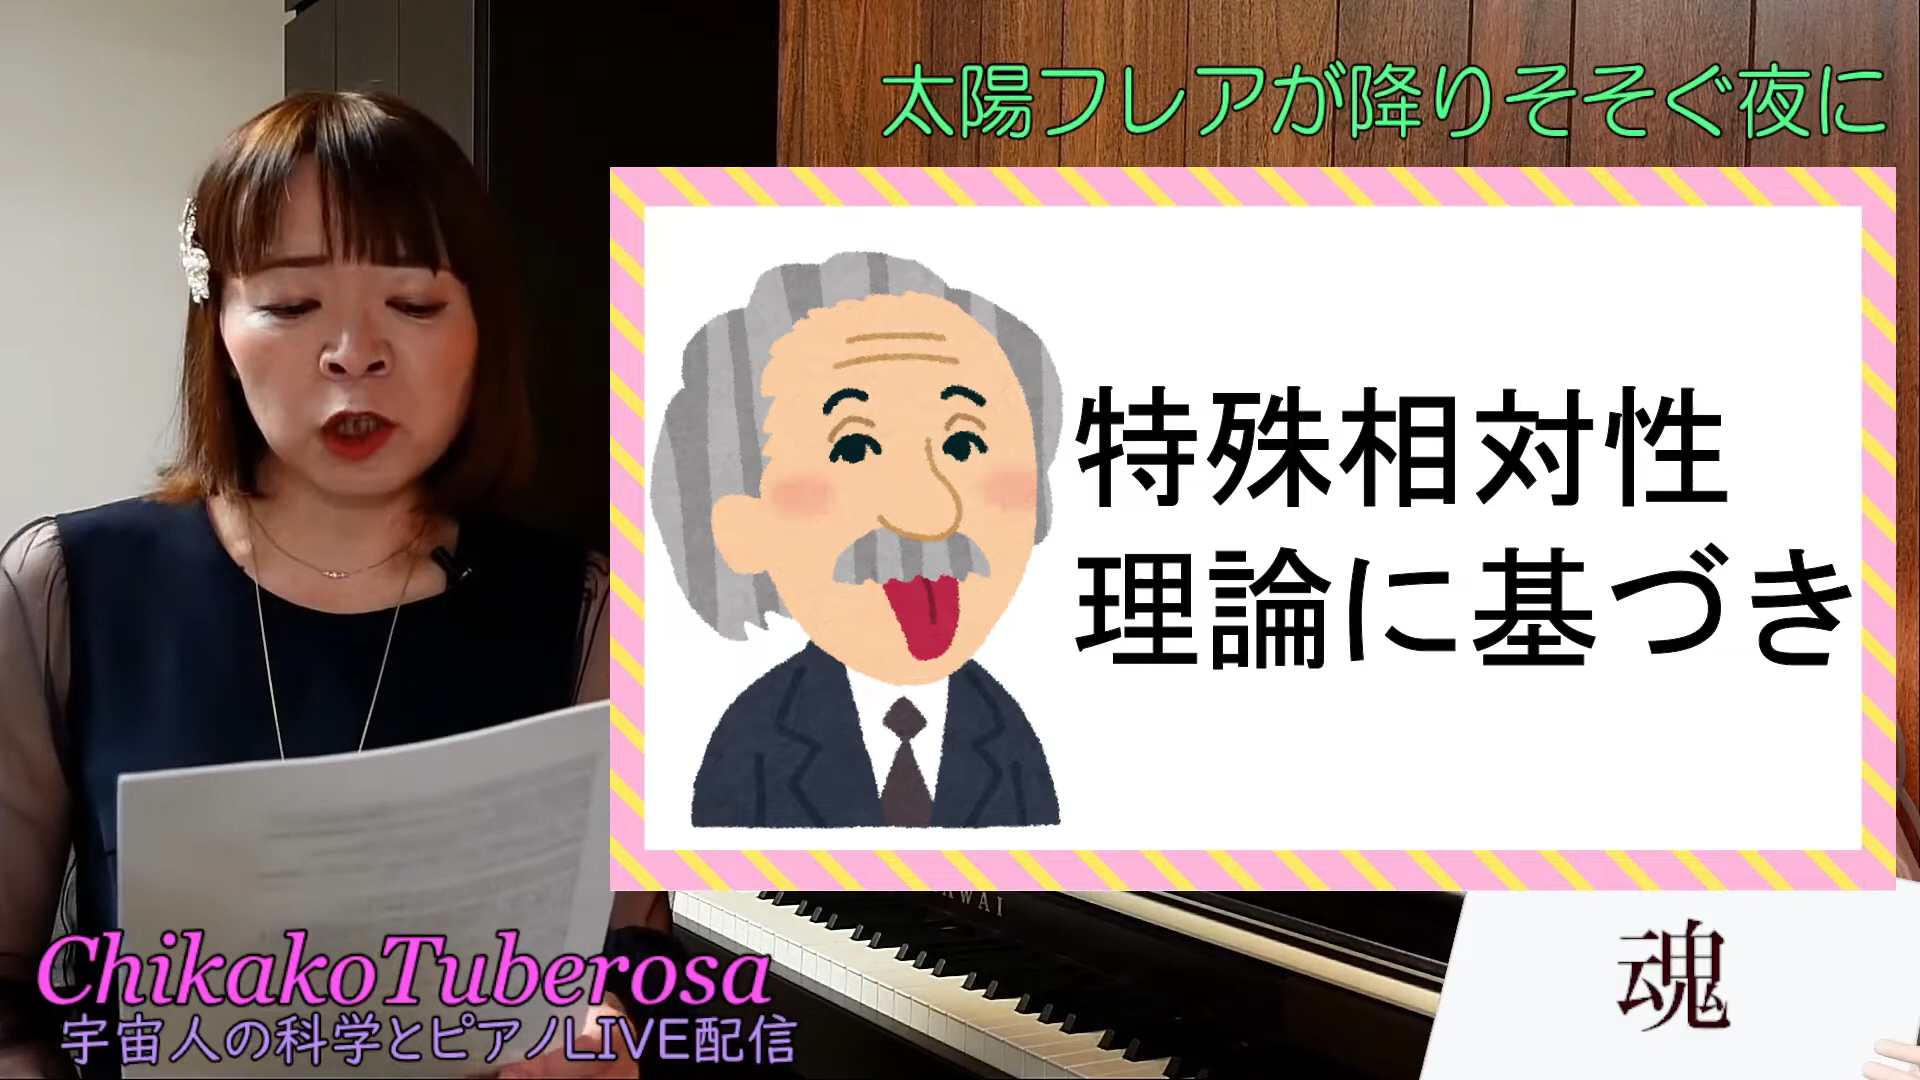 太陽フレアが降りそそぐ夜に
特殊相対性
理論に基づき
AWAI
魂
ChikakoTuberosa
宇宙人の科学とピアノLIVE配信